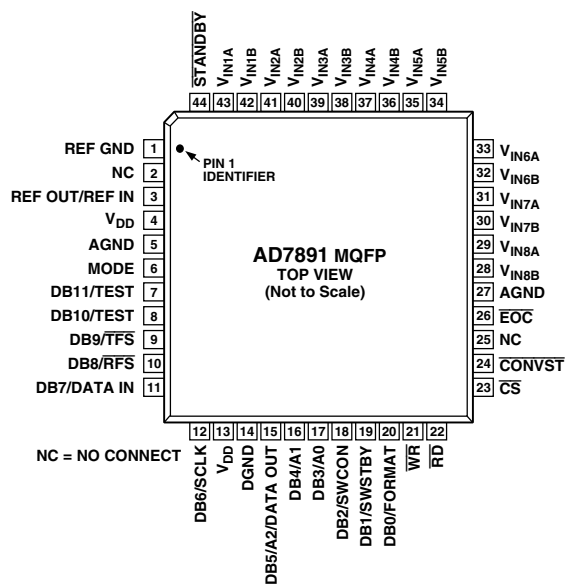 STANDBY
VIN1A
VIN1B
VIN2A
VIN2B
VIN3A
VIN3B
VIN4A
VIN4B
VIN5A
VIN5B
44 43 42 41 40 39 38 37 36 35 34
REF GND 1
NC 2
REF OUT/REF IN 3
VDD 4
AGND 5
MODE 6
DB11/TEST 7
DB10/TEST 8
DB9/TFS 9
DB8/RFS 10
DB7/DATA IN 11
PIN 1
IDENTIFIER
AD7891 MQFP
TOP VIEW
(Not to Scale)
33 VIN6A
32 VIN6B
31 VIN7A
30 VIN7B
29 VIN8A
28 VIN8B
27 AGND
26 EOC
25 NC
24 CONVST
23 CS
12 13 14 15 16 17 18 19 20 21 22
NC = NO CONNECT
DB6/SCLK
VDD
DGND
DB5/A2/DATA OUT
DB4/A1
DB3/A0
DB2/SWCON
DB1/SWSTBY
DB0/FORMAT
WR
RD